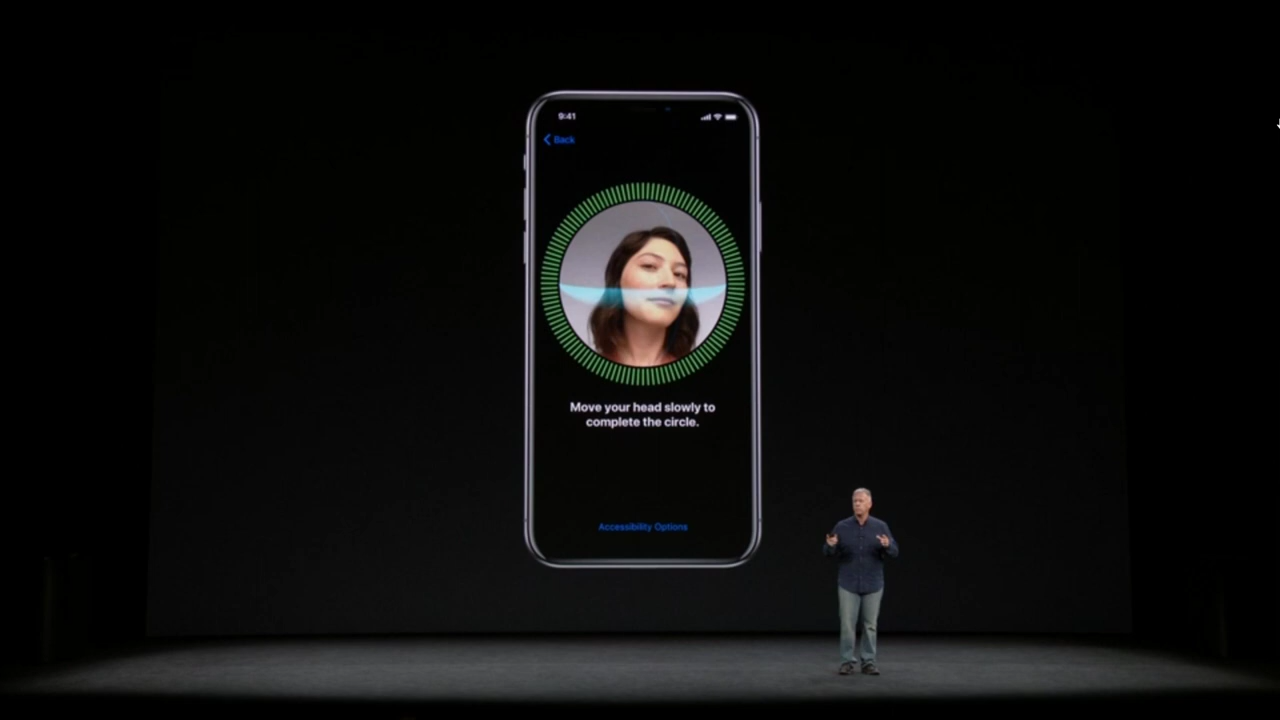 9:41
Back
Move your head slowly to
complete the circle.
Accessibility Options